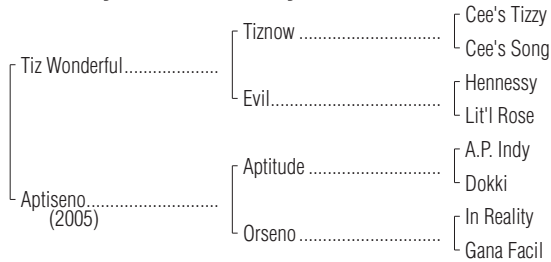 Cee's Tizzy
Tiznow ..............................
Cee's Song
Tiz Wonderful....................
Hennessy
Evil.....................................
Lit'l Rose
A.P. Indy
Aptitude ............................
Dokki
Aptiseno............................
(2005)
In Reality
Orseno ..............................
Gana Facil